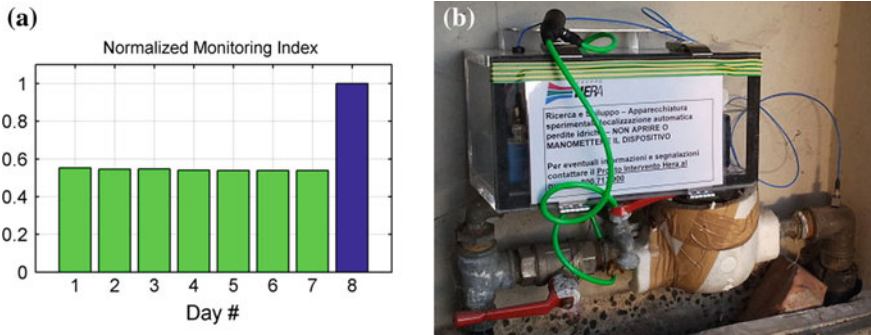 (a)
Normalized Monitoring Index
1
0.8
0.6
0.4
0.2
0
1 2 3 4 5 6 7 8
Day #
(b)
HERA
Ricerca e Sviluppo – Apparecchiatura
sperimentale localizzazione automatica
perdite idriche – NON APRIRE O
MANOMETTERE IL DISPOSITIVO
Per eventuali informazioni e segnalazioni
contattare il Pronto Intervento Hera al